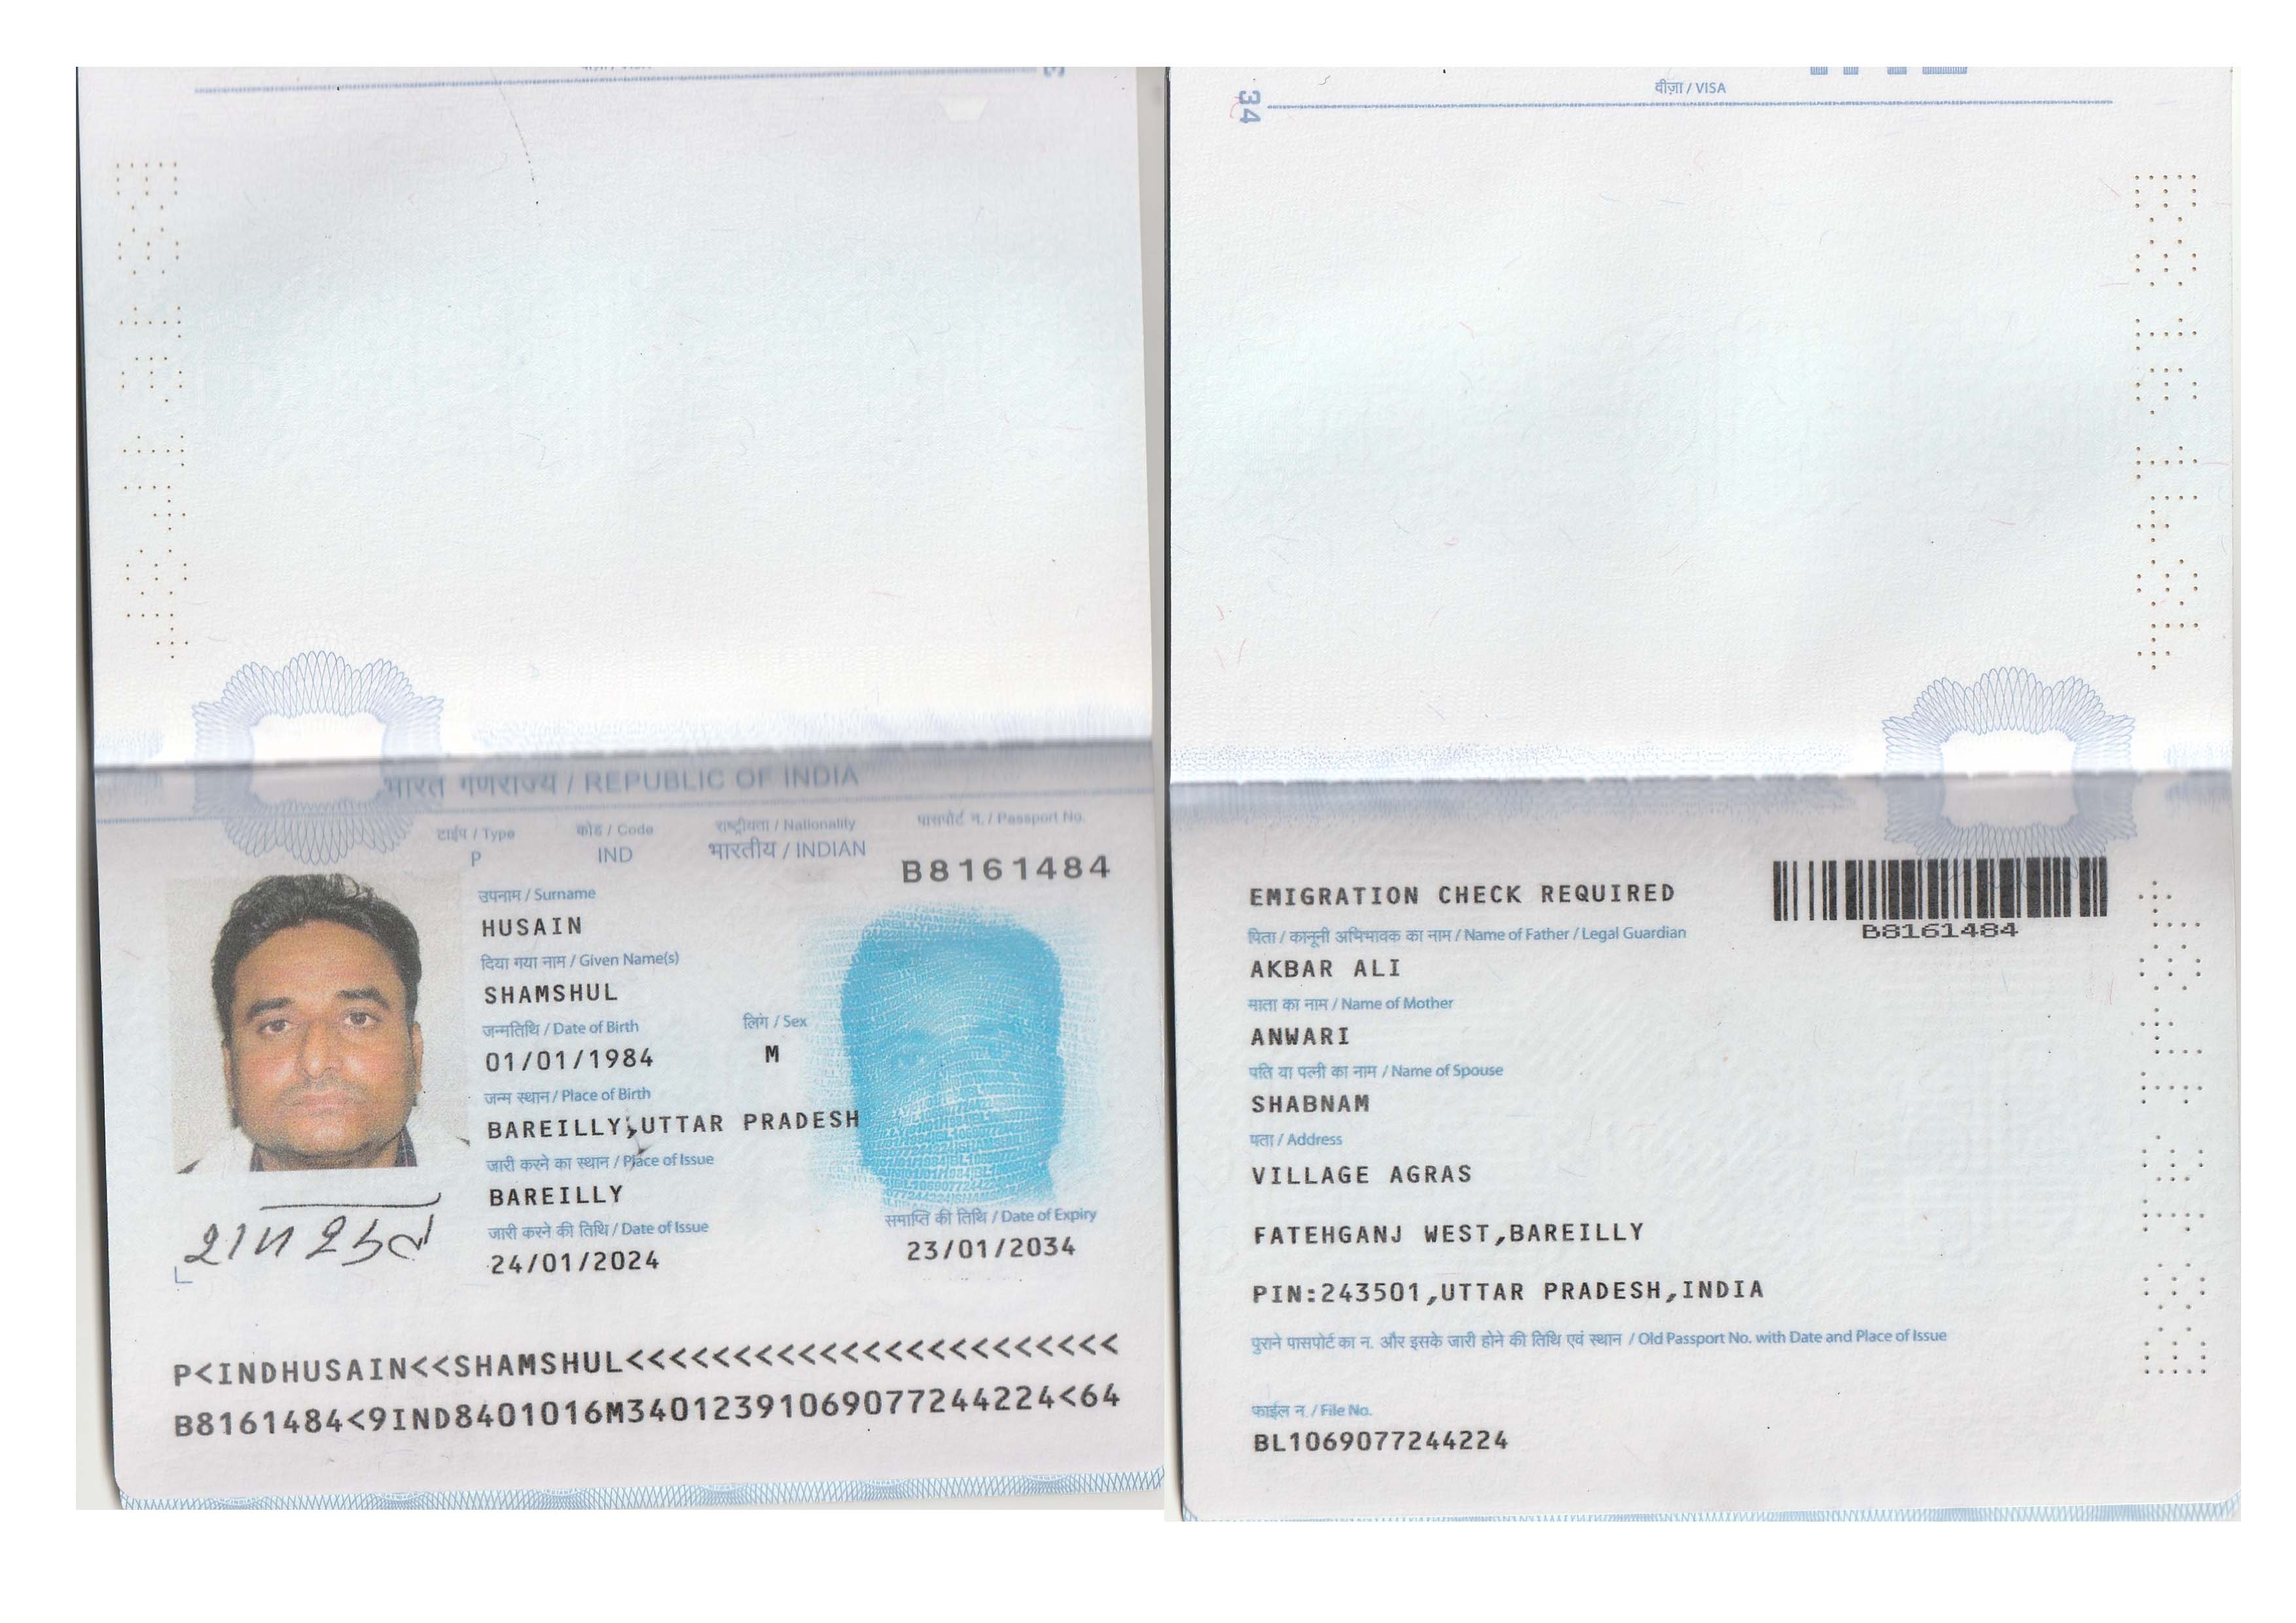 भारत गणराज्य / REPUBLIC OF INDIA
टाईप / Type
कोड / Code
राष्ट्रीयता / Nationality
पासपोर्ट न. / Passport No.
P
IND
भारतीय / INDIAN
B8161484
उपनाम / Surname
HUSAIN
दिया गया नाम / Given Name(s)
SHAMSHUL
जन्मतिथि / Date of Birth
लिंग / Sex
01/01/1984
M
जन्म स्थान / Place of Birth
BAREILLY,UTTAR PRADESH
जारी करने का स्थान / Place of Issue
BAREILLY
जारी करने की तिथि / Date of Issue
समाप्ति की तिथि / Date of Expiry
24/01/2024
23/01/2034
P<INDHUSAIN<<SHAMSHUL<<<<<<<<<<<<<<<<<<<<<<<
B8161484<9IND8401016M3401239106907724​4224<64
34
वीज़ा / VISA
EMIGRATION CHECK REQUIRED
B8161484
पिता / कानूनी अभिभावक का नाम / Name of Father / Legal Guardian
AKBAR ALI
माता का नाम / Name of Mother
ANWARI
पति या पत्नी का नाम / Name of Spouse
SHABNAM
पता / Address
VILLAGE AGRAS
FATEHGANJ WEST,BAREILLY
PIN:243501,UTTAR PRADESH,INDIA
पुराने पासपोर्ट का न. और इसके जारी होने की तिथि एवं स्थान / Old Passport No. with Date and Place of Issue
फाईल न. / File No.
BL1069077244224